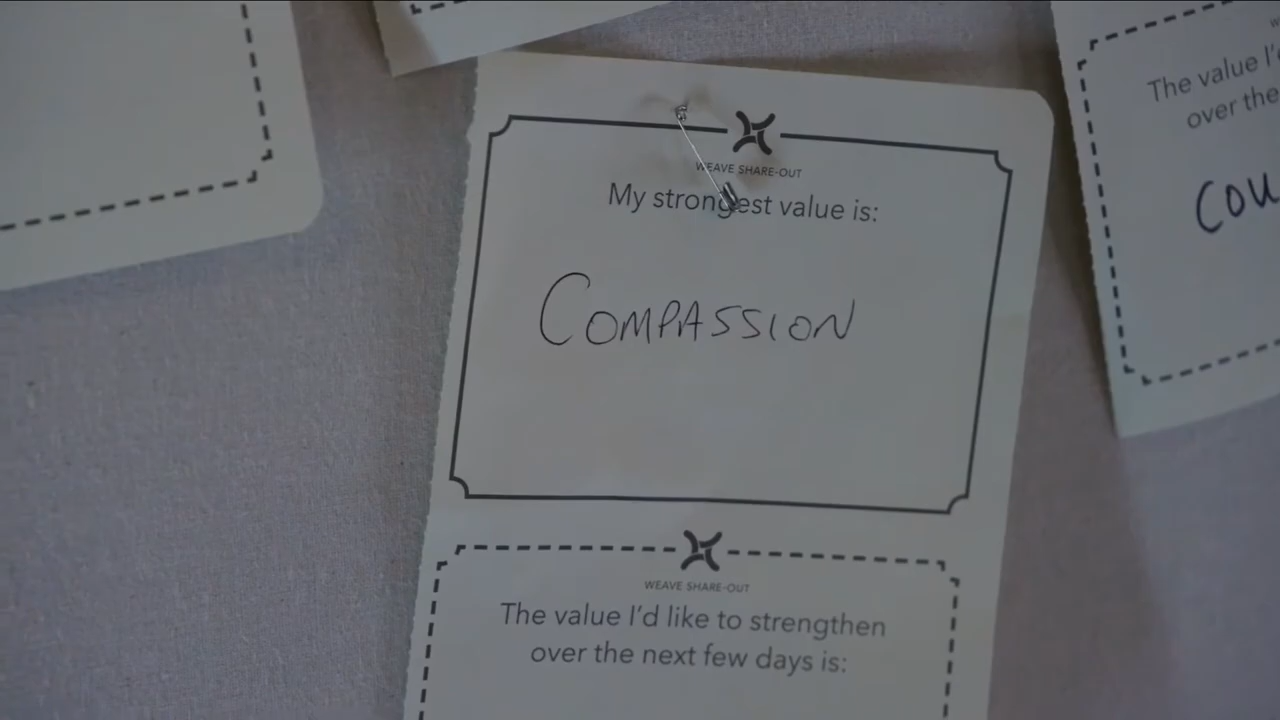 WEAVE SHARE-OUT
My strongest value is:
COMPASSION
WEAVE SHARE-OUT
The value I'd like to strengthen
over the next few days is:
The value
over the